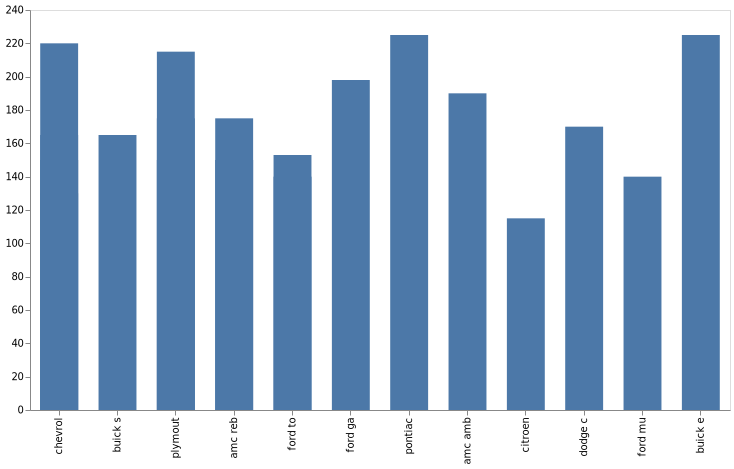 240
220
200
180
160
140
120
100
80
60
40
20
0
chevrol
buick s
plymout
amc reb
ford to
ford ga
pontiac
amc amb
citroen
dodge c
ford mu
buick e